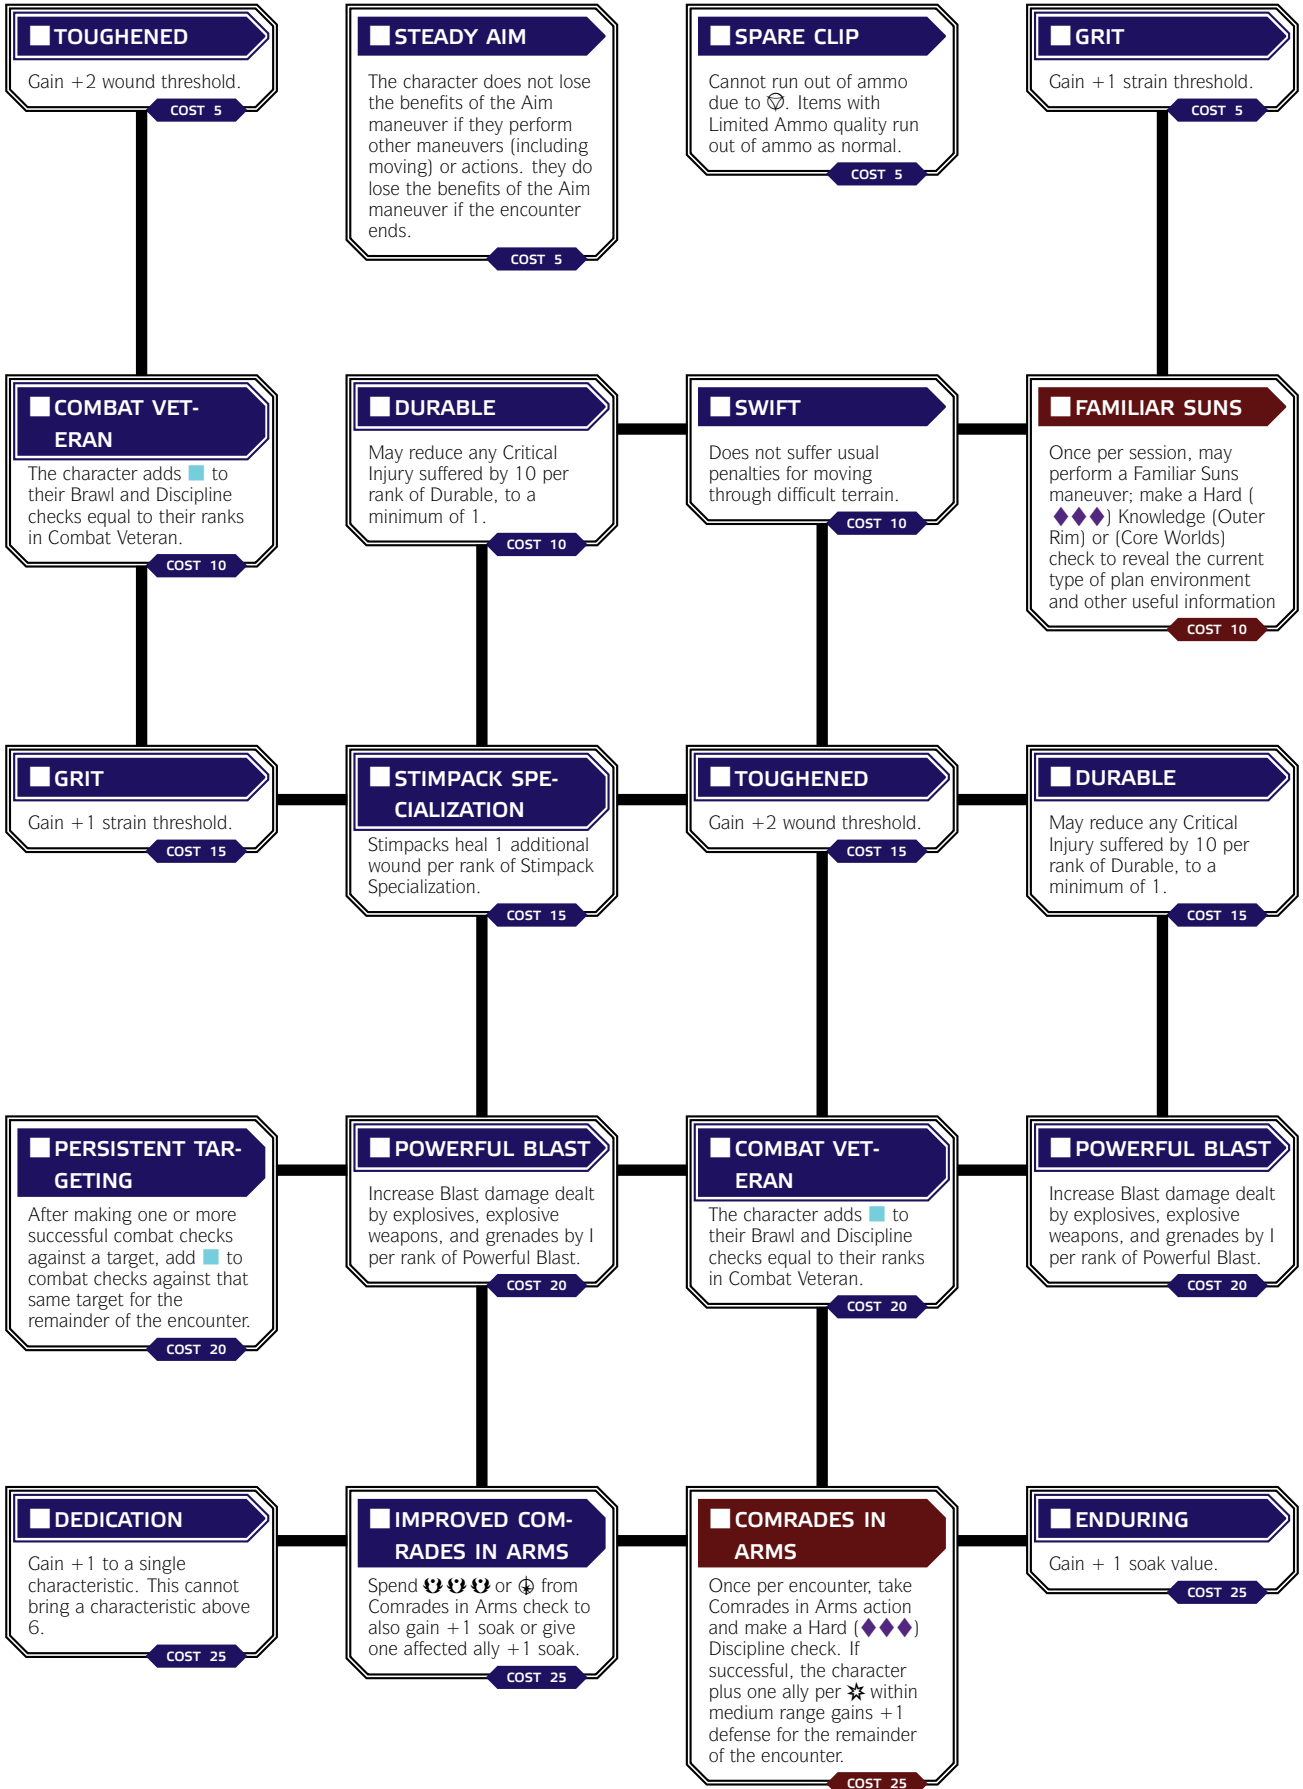 TOUGHENED
Gain +2 wound threshold.
COST 5
STEADY AIM
The character does not lose
the benefits of the Aim
maneuver if they perform
other maneuvers (including
moving) or actions. they do
lose the benefits of the Aim
maneuver if the encounter
ends.
COST 5
SPARE CLIP
Cannot run out of ammo
due to . Items with
Limited Ammo quality run
out of ammo as normal.
COST 5
GRIT
Gain +1 strain threshold.
COST 5
COMBAT VET-
ERAN
The character adds to
their Brawl and Discipline
checks equal to their ranks
in Combat Veteran.
COST 10
DURABLE
May reduce any Critical
Injury suffered by 10 per
rank of Durable, to a
minimum of 1.
COST 10
SWIFT
Does not suffer usual
penalties for moving
through difficult terrain.
COST 10
FAMILIAR SUNS
Once per session, may
perform a Familiar Suns
maneuver; make a Hard (
) Knowledge (Outer
Rim) or (Core Worlds)
check to reveal the current
type of plan environment
and other useful information
COST 10
GRIT
Gain +1 strain threshold.
COST 15
STIMPACK SPE-
CIALIZATION
Stimpacks heal 1 additional
wound per rank of Stimpack
Specialization.
COST 15
TOUGHENED
Gain +2 wound threshold.
COST 15
DURABLE
May reduce any Critical
Injury suffered by 10 per
rank of Durable, to a
minimum of 1.
COST 15
PERSISTENT TAR-
GETING
After making one or more
successful combat checks
against a target, add to
combat checks against that
same target for the
remainder of the encounter.
COST 20
POWERFUL BLAST
Increase Blast damage dealt
by explosives, explosive
weapons, and grenades by I
per rank of Powerful Blast.
COST 20
COMBAT VET-
ERAN
The character adds to
their Brawl and Discipline
checks equal to their ranks
in Combat Veteran.
COST 20
POWERFUL BLAST
Increase Blast damage dealt
by explosives, explosive
weapons, and grenades by I
per rank of Powerful Blast.
COST 20
DEDICATION
Gain +1 to a single
characteristic. This cannot
bring a characteristic above
6.
COST 25
IMPROVED COM-
RADES IN ARMS
Spend or from
Comrades in Arms check to
also gain +1 soak or give
one affected ally +1 soak.
COST 25
COMRADES IN
ARMS
Once per encounter, take
Comrades in Arms action
and make a Hard ()
Discipline check. If
successful, the character
plus one ally per within
medium range gains +1
defense for the remainder
of the encounter.
COST 25
ENDURING
Gain + 1 soak value.
COST 25